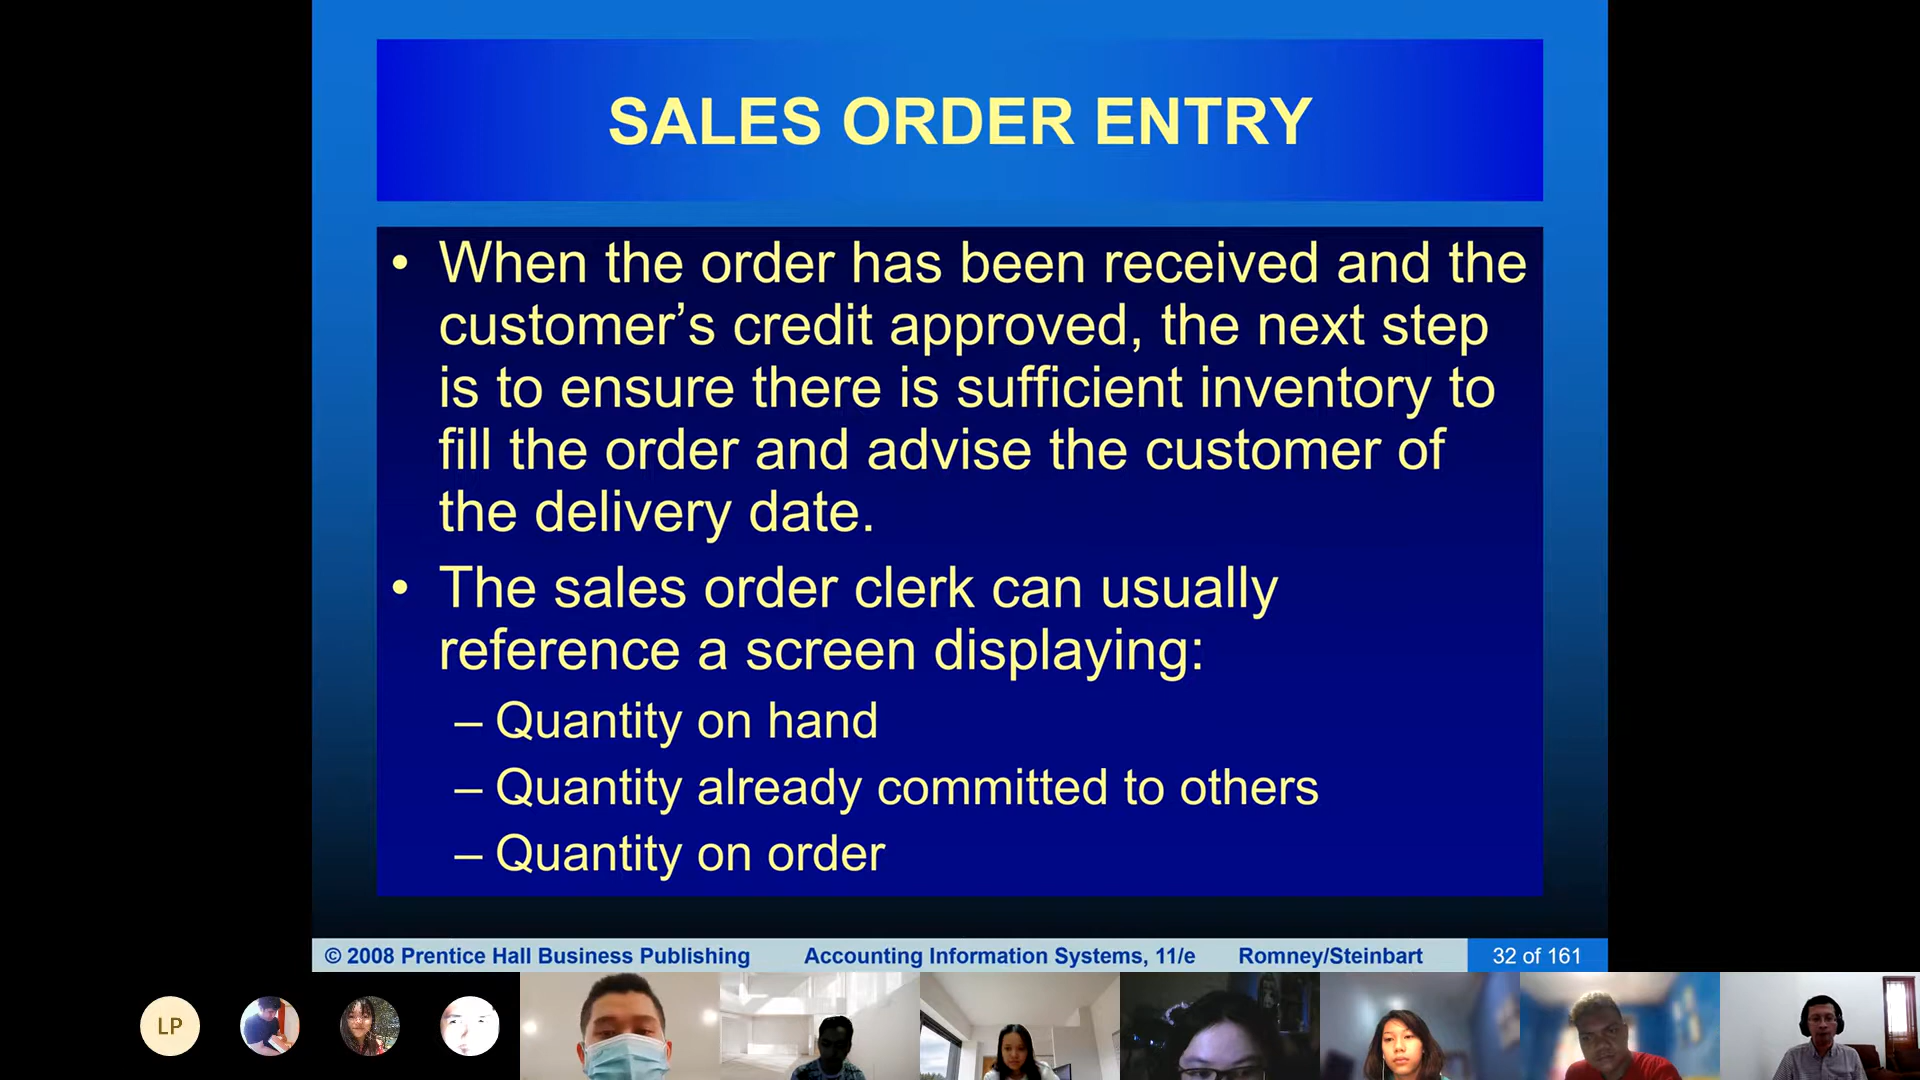 SALES ORDER ENTRY
• When the order has been received and the
customer’s credit approved, the next step
is to ensure there is sufficient inventory to
fill the order and advise the customer of
the delivery date.
• The sales order clerk can usually
reference a screen displaying:
– Quantity on hand
– Quantity already committed to others
– Quantity on order
© 2008 Prentice Hall Business Publishing Accounting Information Systems, 11/e Romney/Steinbart 32 of 161
LP